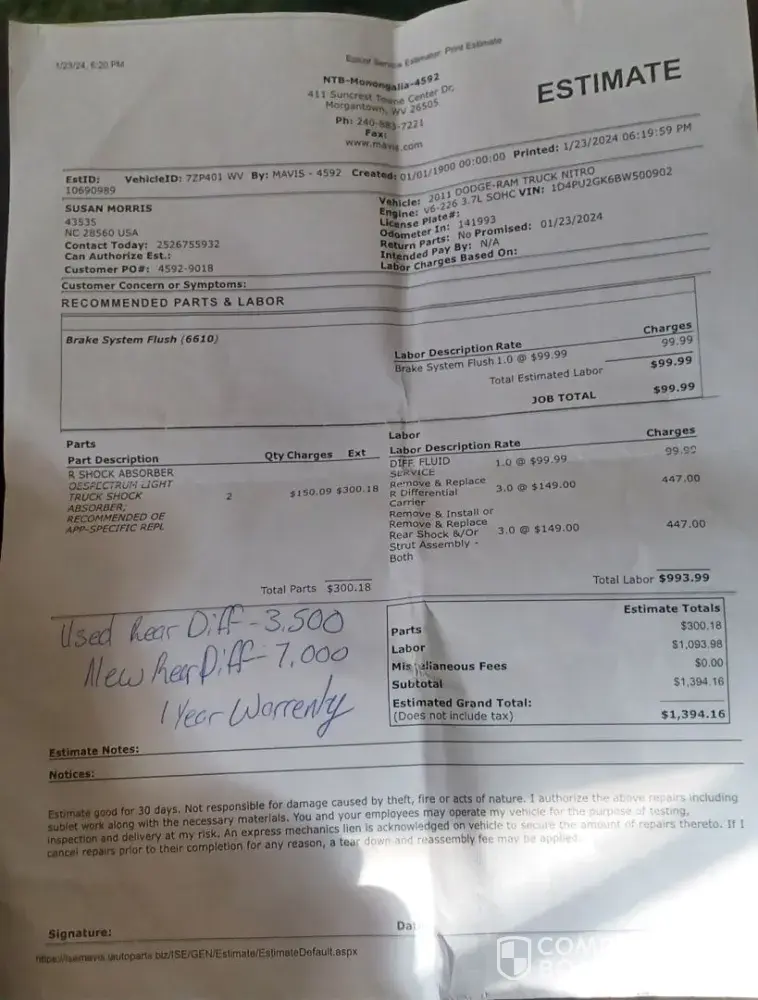 1/23/24, 6:20 PM
Print Estimate
NTB-Monongalia-4592
411 Suncrest Towne Center Dr,
Morgantown, WV 26505
Ph: 240-883-7221
Fax:
www.mavis.com
ESTIMATE
EstID: VehicleID: 7ZP401 WV By: MAVIS - 4592 Created: 01/01/1900 00:00:00 Printed: 1/23/2024 06:19:59 PM
10690989
SUSAN MORRIS
43535
NC 28560 USA
Contact Today: 2526755932
Can Authorize Est.:
Customer PO#: 4592-9018
Vehicle: 2011 DODGE-RAM TRUCK NITRO
Engine: V6-226 3.7L SOHC VIN: 1D4PU2GK6BW500902
License Plate#:
Odometer In: 141993
Return Parts: No Promised: 01/23/2024
Intended Pay By: N/A
Labor Charges Based On:
Customer Concern or Symptoms:
RECOMMENDED PARTS & LABOR
Brake System Flush (6610)
Labor Description Rate Charges
Brake System Flush 1.0 @ $99.99 99.99
Total Estimated Labor $99.99
JOB TOTAL $99.99
Parts
Part Description Qty Charges Ext
R SHOCK ABSORBER
OESPECTRUM LIGHT
TRUCK SHOCK 2 $150.09 $300.18
ABSORBER;
RECOMMENDED OE
APP-SPECIFIC REPL
Total Parts $300.18
Labor
Labor Description Rate Charges
DIFF FLUID 1.0 @ $99.99 99.99
SERVICE
Remove & Replace 3.0 @ $149.00 447.00
R Differential
Carrier
Remove & Install or
Remove & Replace 3.0 @ $149.00 447.00
Rear Shock &/Or
Strut Assembly -
Both
Total Labor $993.99
Used Rear Diff - 3,500
New Rear Diff - 7,000
1 Year Warrenty
Estimate Totals
Parts $300.18
Labor $1,093.98
Miscellaneous Fees $0.00
Subtotal $1,394.16
Estimated Grand Total:
(Does not include tax) $1,394.16
Estimate Notes:
Notices:
Estimate good for 30 days. Not responsible for damage caused by theft, fire or acts of nature. I authorize the above repairs including
sublet work along with the necessary materials. You and your employees may operate my vehicle for the purpose of testing,
inspection and delivery at my risk. An express mechanics lien is acknowledged on vehicle to secure the amount of repairs thereto. If I
cancel repairs prior to their completion for any reason, a tear down and reassembly fee may be applied.
Signature:
Da